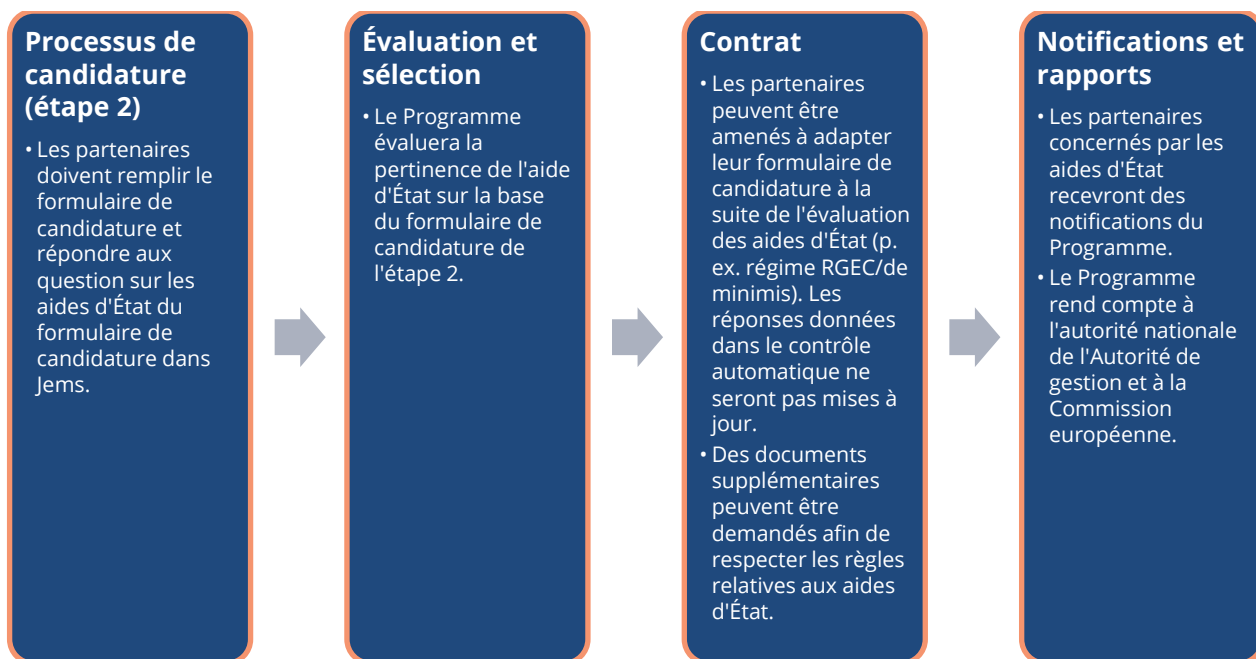 Processus de
candidature
(étape 2)
• Les partenaires
doivent remplir le
formulaire de
candidature et
répondre aux
question sur les
aides d'État du
formulaire de
candidature dans
Jems.
Évaluation et
sélection
• Le Programme
évaluera la
pertinence de l'aide
d'État sur la base
du formulaire de
candidature de
l'étape 2.
Contrat
• Les partenaires
peuvent être
amenés à adapter
leur formulaire de
candidature à la
suite de l'évaluation
des aides d'État (p.
ex. régime RGEC/de
minimis). Les
réponses données
dans le contrôle
automatique ne
seront pas mises à
jour.
• Des documents
supplémentaires
peuvent être
demandés afin de
respecter les règles
relatives aux aides
d'État.
Notifications et
rapports
• Les partenaires
concernés par les
aides d'État
recevront des
notifications du
Programme.
• Le Programme
rend compte à
l'autorité nationale
de l'Autorité de
gestion et à la
Commission
européenne.